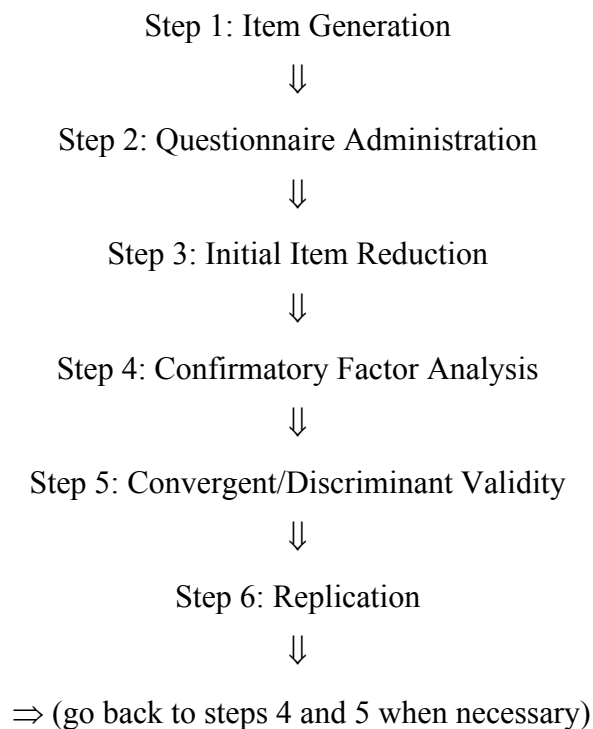 Step 1: Item Generation
⇓
Step 2: Questionnaire Administration
⇓
Step 3: Initial Item Reduction
⇓
Step 4: Confirmatory Factor Analysis
⇓
Step 5: Convergent/Discriminant Validity
⇓
Step 6: Replication
⇓
⇒ (go back to steps 4 and 5 when necessary)